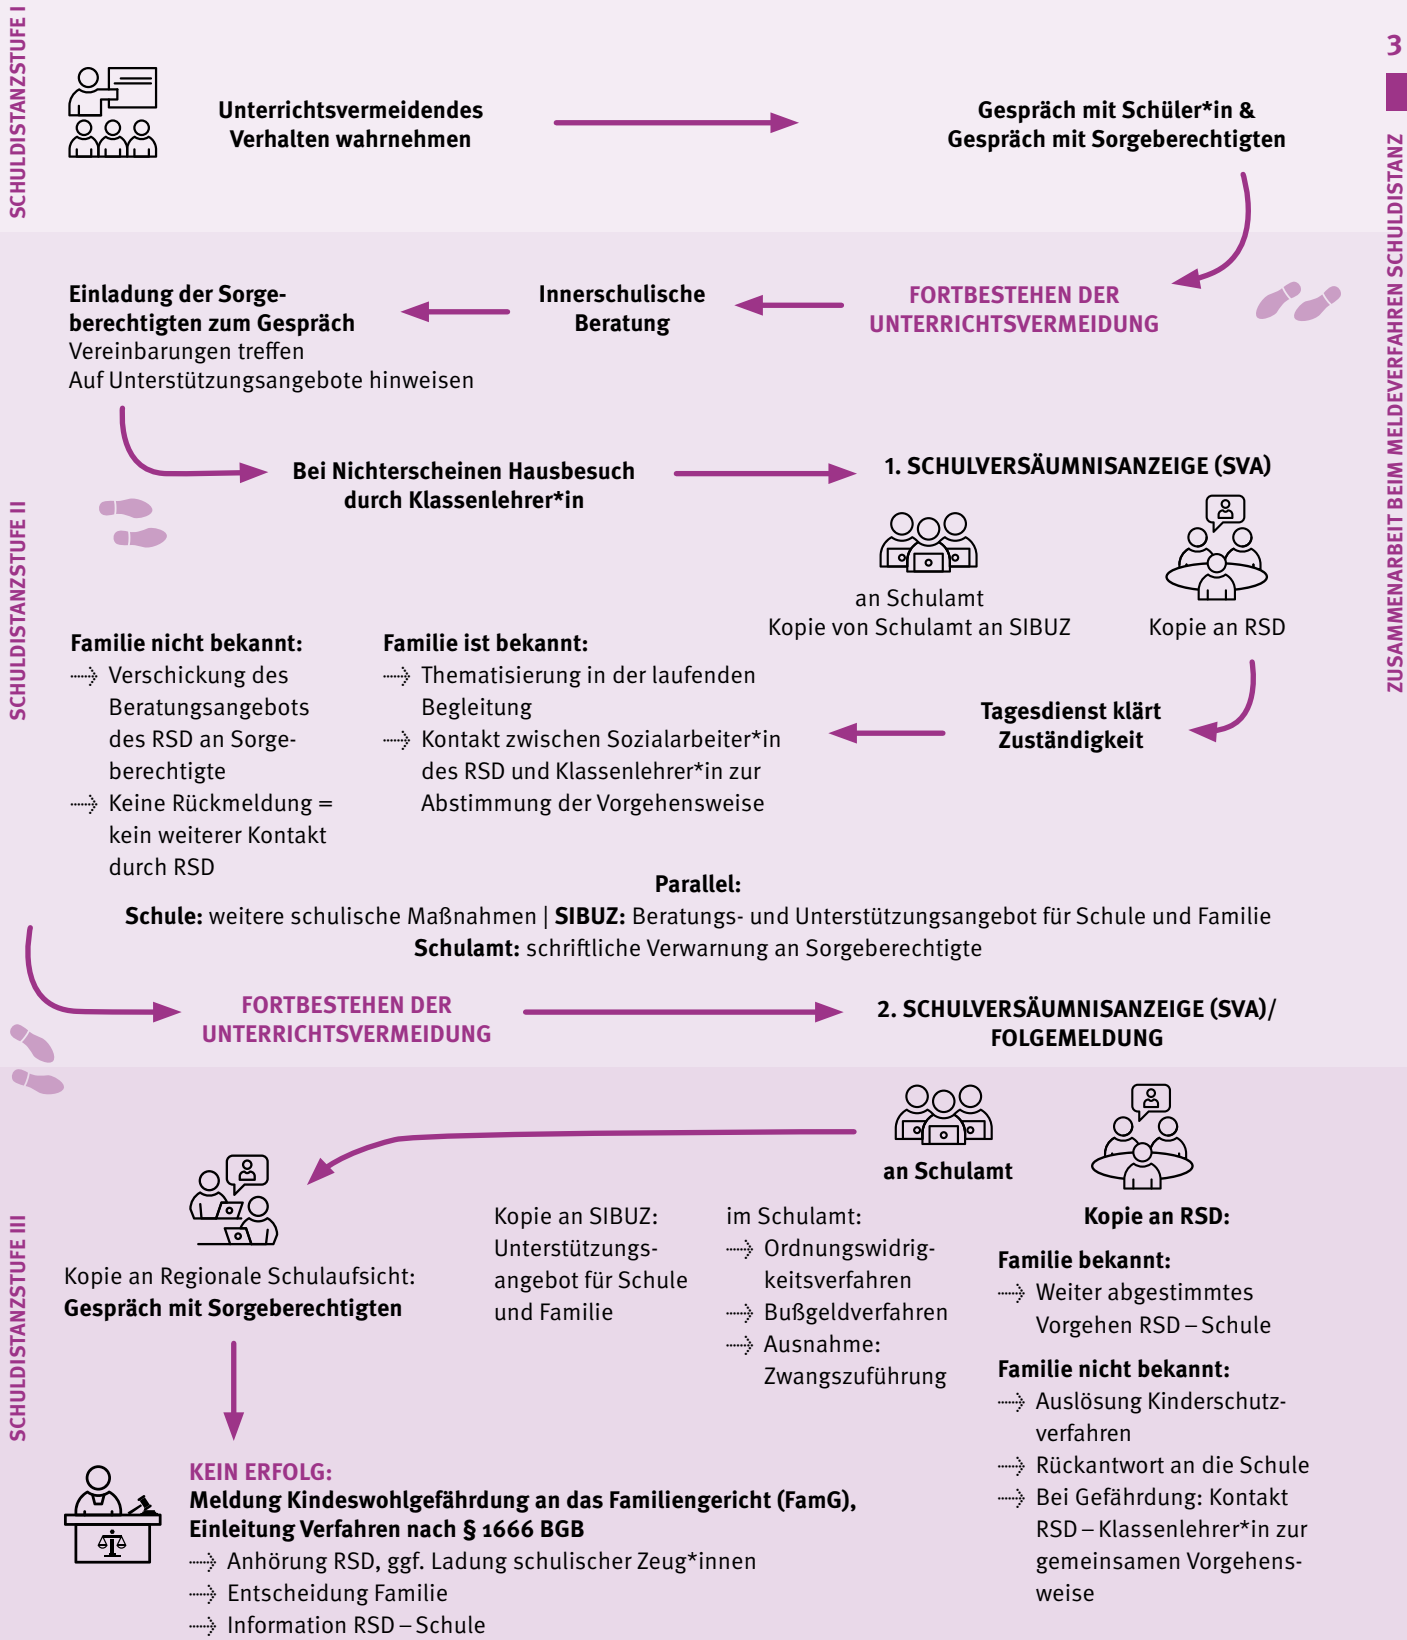 SCHULDISTANZSTUFE I
Unterrichtsvermeidendes
Verhalten wahrnehmen
Gespräch mit Schüler*in &
Gespräch mit Sorgeberechtigten
3
ZUSAMMENARBEIT BEIM MELDEVERFAHREN SCHULDISTANZ
SCHULDISTANZSTUFE II
FORTBESTEHEN DER
UNTERRICHTSVERMEIDUNG
Innerschulische
Beratung
Einladung der Sorge-
berechtigten zum Gespräch
Vereinbarungen treffen
Auf Unterstützungsangebote hinweisen
Bei Nichterscheinen Hausbesuch
durch Klassenlehrer*in
1. SCHULVERSÄUMNISANZEIGE (SVA)
an Schulamt
Kopie von Schulamt an SIBUZ
Kopie an RSD
Tagesdienst klärt
Zuständigkeit
Familie nicht bekannt:
Verschickung des
Beratungsangebots
des RSD an Sorge-
berechtigte
Keine Rückmeldung =
kein weiterer Kontakt
durch RSD
Familie ist bekannt:
Thematisierung in der laufenden
Begleitung
Kontakt zwischen Sozialarbeiter*in
des RSD und Klassenlehrer*in zur
Abstimmung der Vorgehensweise
Parallel:
Schule: weitere schulische Maßnahmen | SIBUZ: Beratungs- und Unterstützungsangebot für Schule und Familie
Schulamt: schriftliche Verwarnung an Sorgeberechtigte
FORTBESTEHEN DER
UNTERRICHTSVERMEIDUNG
2. SCHULVERSÄUMNISANZEIGE (SVA)/
FOLGEMELDUNG
SCHULDISTANZSTUFE III
an Schulamt
Kopie an Regionale Schulaufsicht:
Gespräch mit Sorgeberechtigten
Kopie an SIBUZ:
Unterstützungs-
angebot für Schule
und Familie
im Schulamt:
Ordnungswidrig-
keitsverfahren
Bußgeldverfahren
Ausnahme:
Zwangszuführung
Kopie an RSD:
Familie bekannt:
Weiter abgestimmtes
Vorgehen RSD – Schule
Familie nicht bekannt:
Auslösung Kinderschutz-
verfahren
Rückantwort an die Schule
Bei Gefährdung: Kontakt
RSD – Klassenlehrer*in zur
gemeinsamen Vorgehens-
weise
KEIN ERFOLG:
Meldung Kindeswohlgefährdung an das Familiengericht (FamG),
Einleitung Verfahren nach § 1666 BGB
Anhörung RSD, ggf. Ladung schulischer Zeug*innen
Entscheidung Familie
Information RSD – Schule